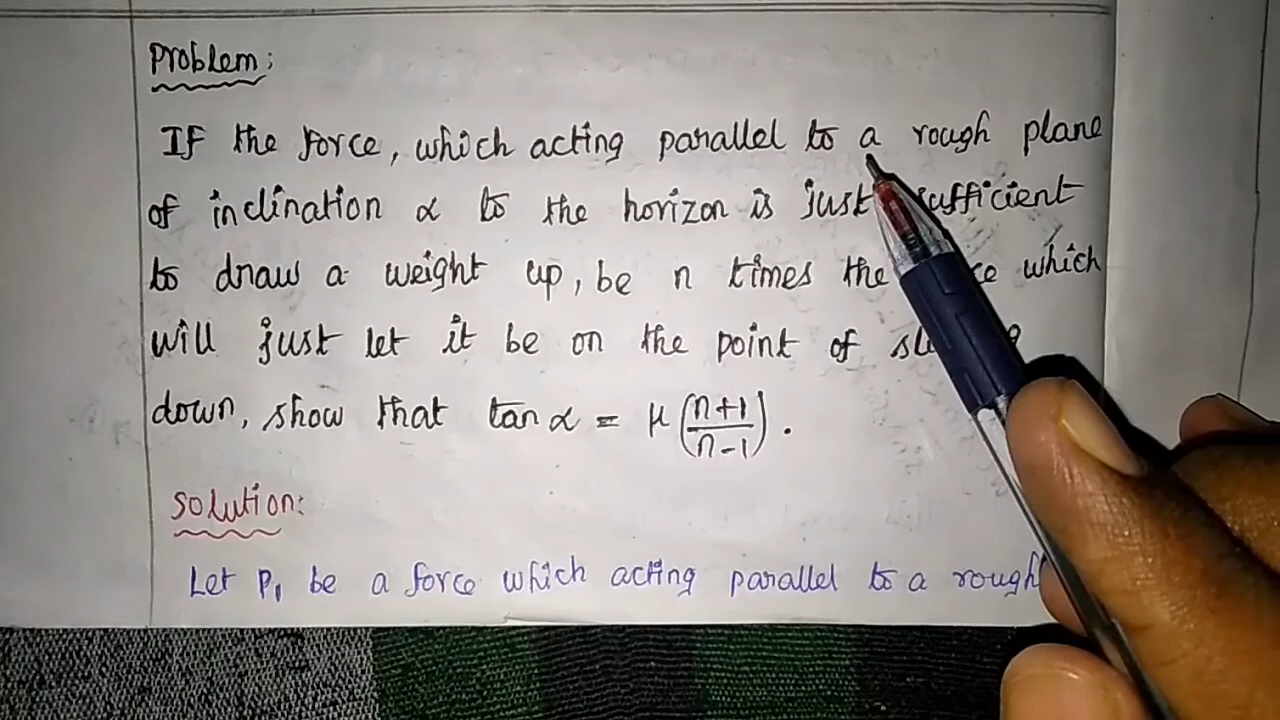 Problem:
If the force, which acting parallel to a rough plane
of inclination α to the horizon is just sufficient
to draw a weight up, be n times the which
will just let it be on the point of
down, show that tan α = μ (n+1/n-1).
Solution:
Let P₁ be a force which acting parallel to a rough